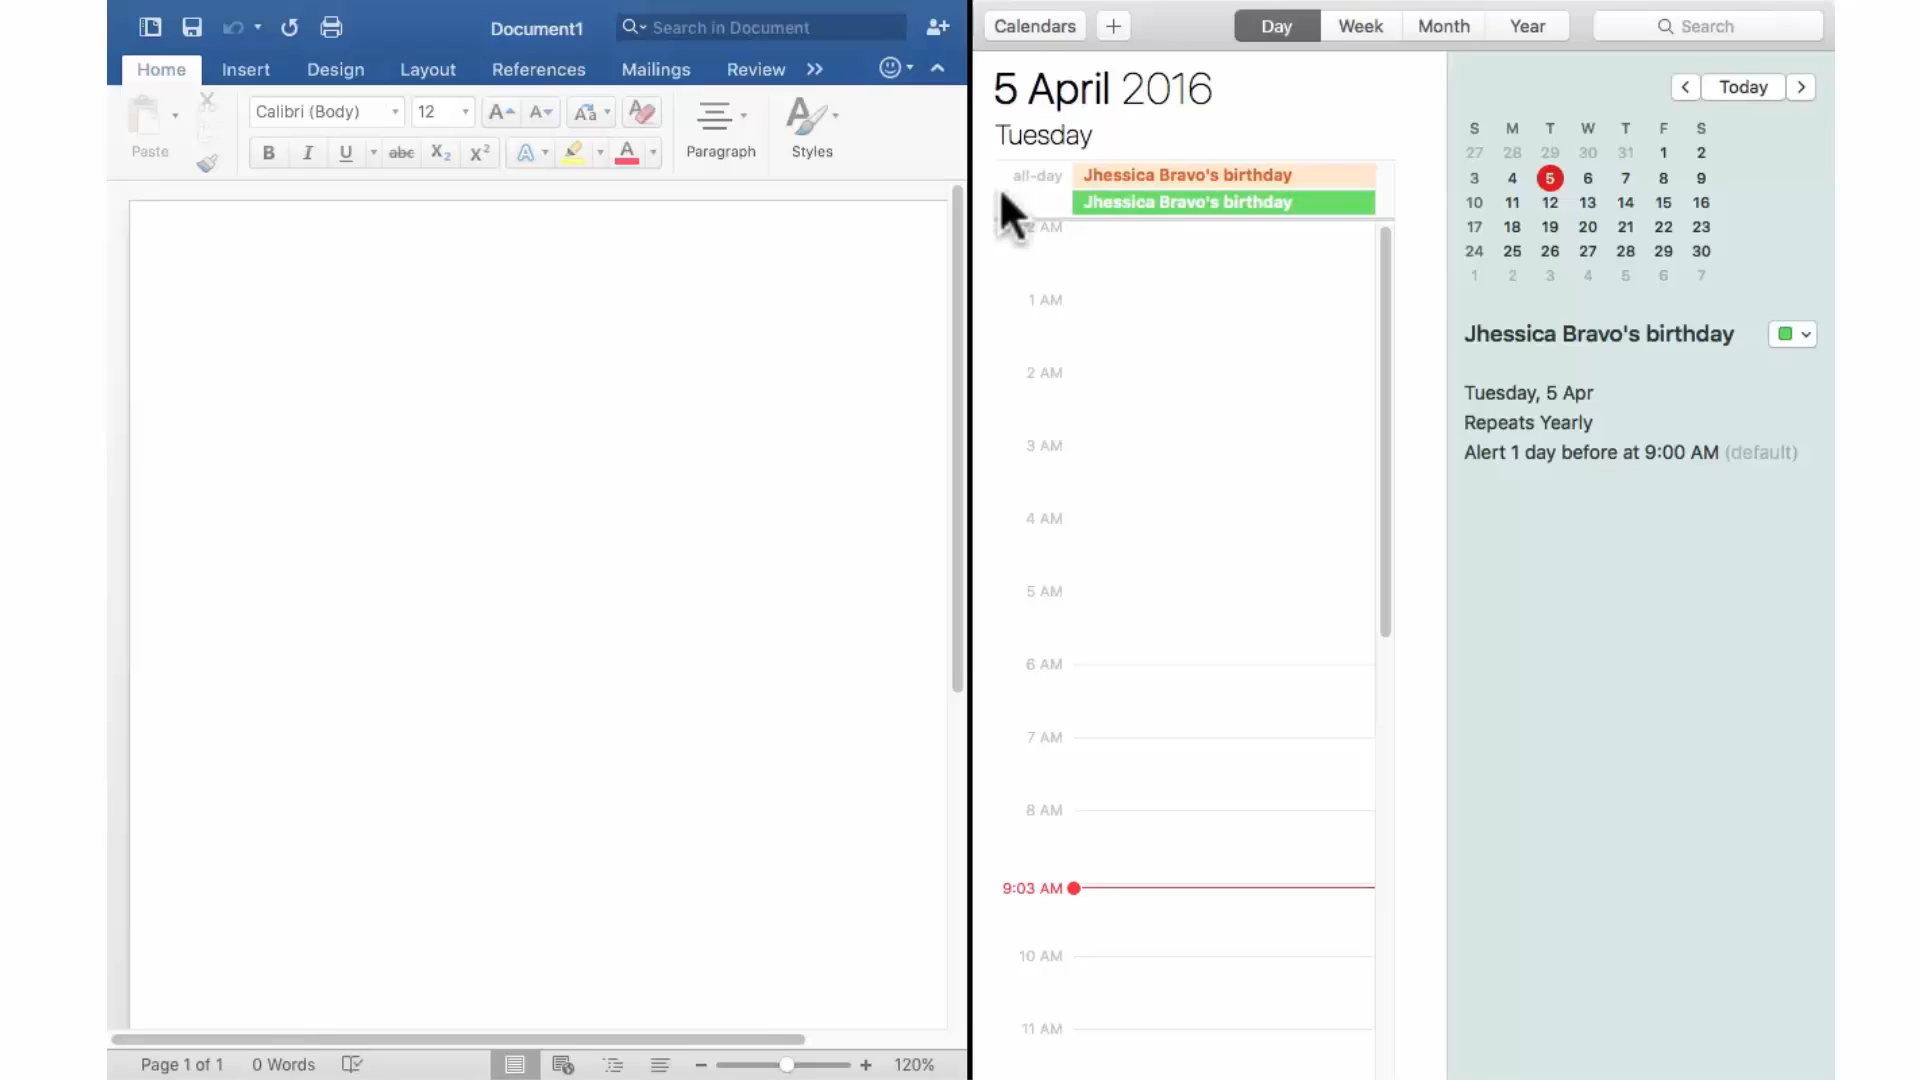 Document1
Search in Document
Home Insert Design Layout References Mailings Review
Calibri (Body) 12
Paste
B I U abc X₂ X² A A
Paragraph
Styles
Page 1 of 1 0 Words 120%
Calendars + Day Week Month Year Search
5 April 2016
Tuesday
all-day
Jhessica Bravo's birthday
Jhessica Bravo's birthday
AM
1 AM
2 AM
3 AM
4 AM
5 AM
6 AM
7 AM
8 AM
9:03 AM
10 AM
11 AM
Today
S M T W T F S
27 28 29 30 31 1 2
3 4 5 6 7 8 9
10 11 12 13 14 15 16
17 18 19 20 21 22 23
24 25 26 27 28 29 30
1 2 3 4 5 6 7
Jhessica Bravo's birthday
Tuesday, 5 Apr
Repeats Yearly
Alert 1 day before at 9:00 AM (default)